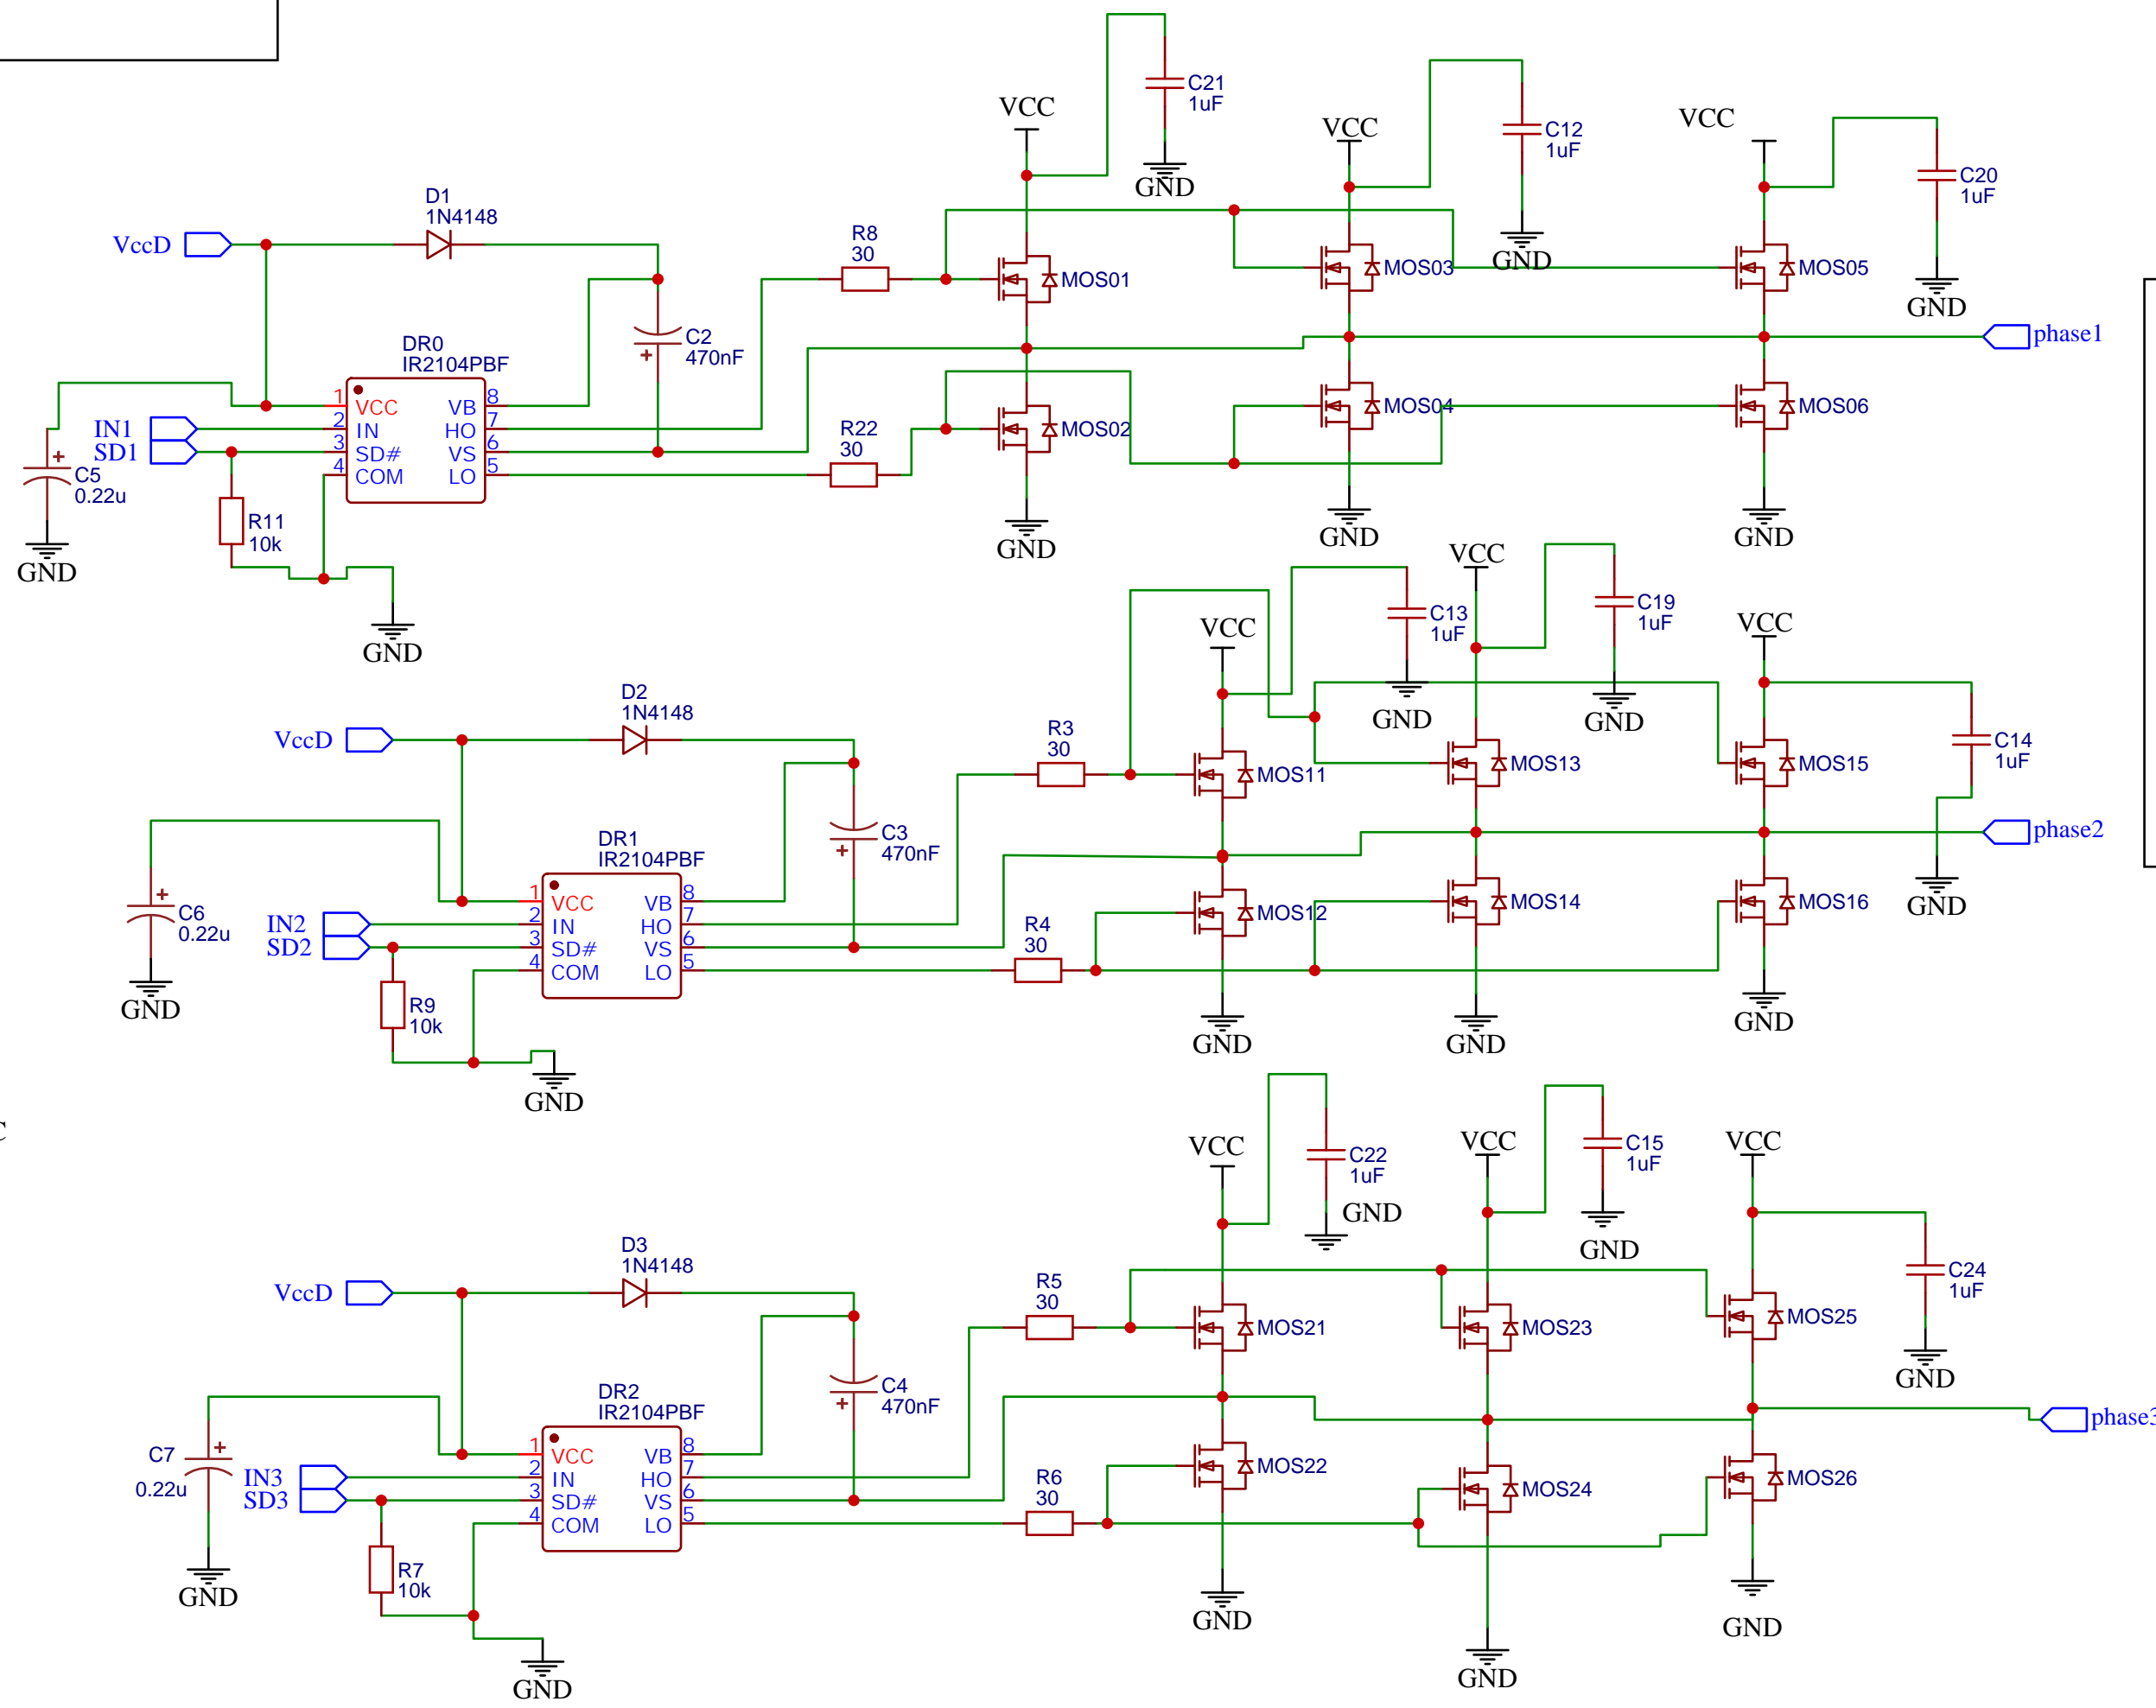 VCC
C21
1uF
GND
VCC
C12
1uF
GND
VCC
C20
1uF
GND
D1
1N4148
VccD
R8
30
MOS01
MOS03
MOS05
phase1
C2
470nF
DR0
IR2104PBF
1 VCC VB 8
2 IN HO 7
3 SD# VS 6
4 COM LO 5
IN1
SD1
C5
0.22u
GND
R11
10k
GND
R22
30
MOS02
MOS04
MOS06
GND
GND
GND
VCC
C13
1uF
GND
VCC
C19
1uF
GND
VCC
C14
1uF
GND
D2
1N4148
VccD
R3
30
MOS11
MOS13
MOS15
phase2
C3
470nF
DR1
IR2104PBF
1 VCC VB 8
2 IN HO 7
3 SD# VS 6
4 COM LO 5
IN2
SD2
C6
0.22u
GND
R9
10k
GND
R4
30
MOS12
MOS14
MOS16
GND
GND
GND
VCC
C22
1uF
GND
VCC
C15
1uF
GND
VCC
C24
1uF
GND
D3
1N4148
VccD
R5
30
MOS21
MOS23
MOS25
phase3
C4
470nF
DR2
IR2104PBF
1 VCC VB 8
2 IN HO 7
3 SD# VS 6
4 COM LO 5
IN3
SD3
C7
0.22u
GND
R7
10k
GND
R6
30
MOS22
MOS24
MOS26
GND
GND
GND